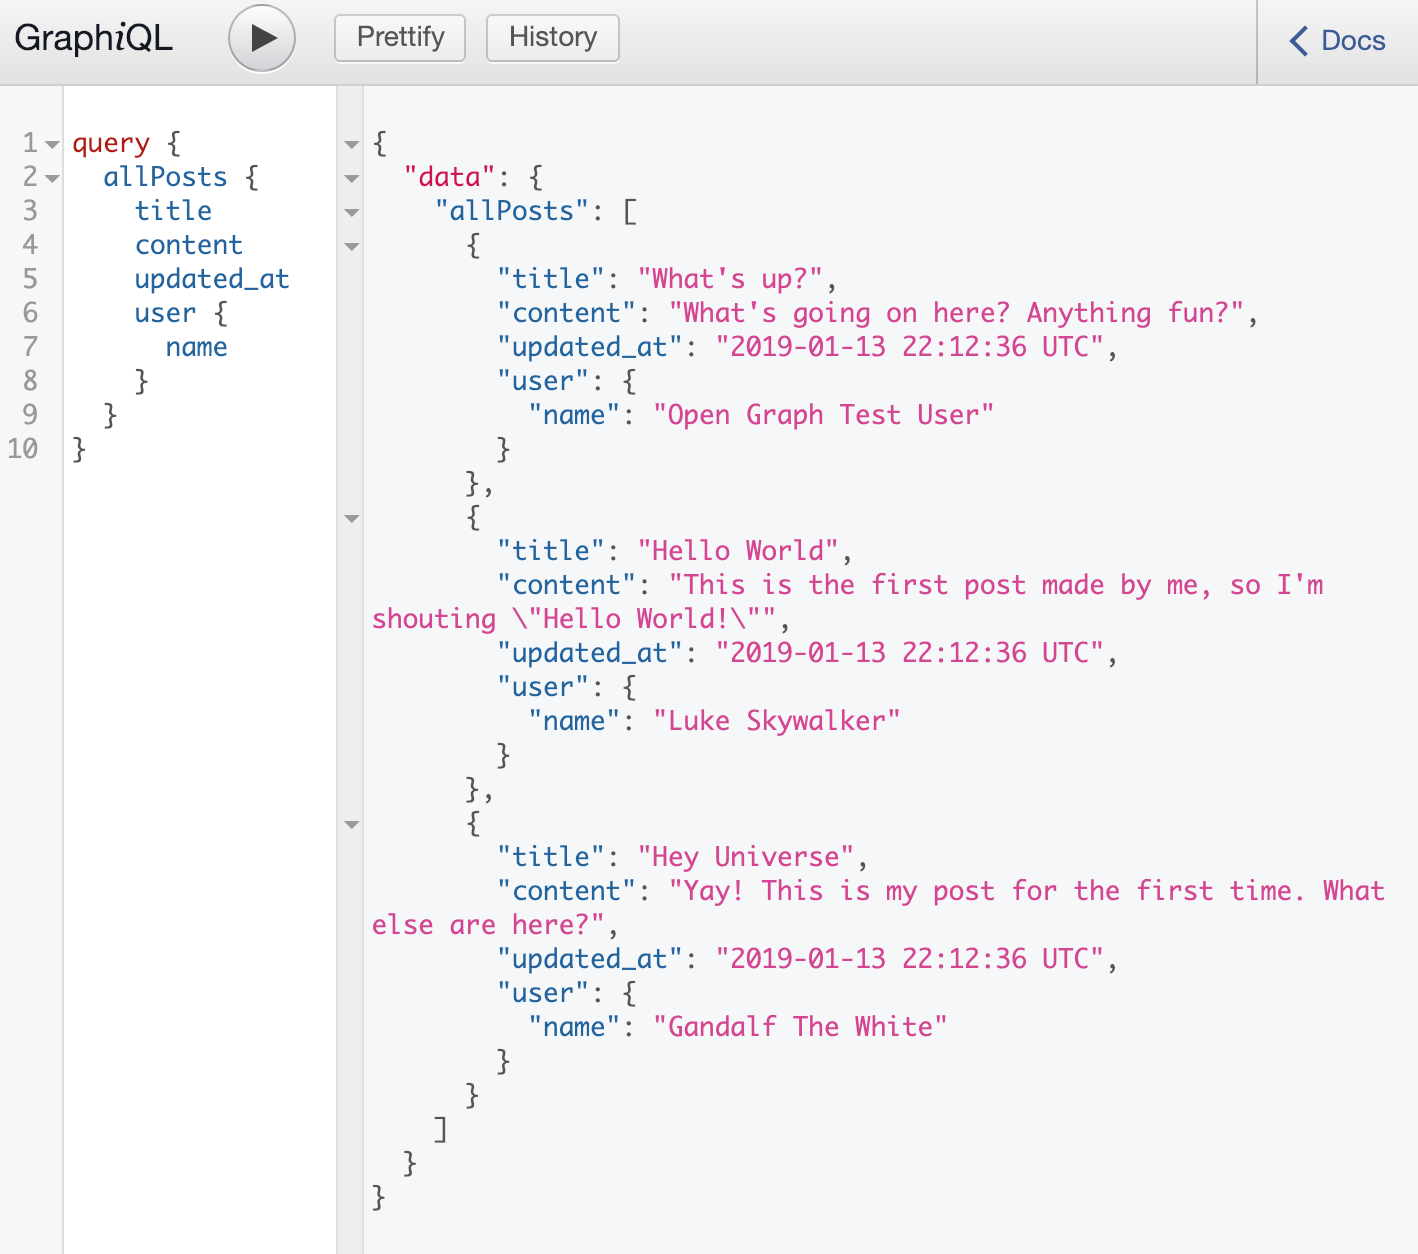 GraphiQL Prettify History Docs
1 query {
2 allPosts {
3 title
4 content
5 updated_at
6 user {
7 name
8 }
9 }
10 }
{
"data": {
"allPosts": [
{
"title": "What's up?",
"content": "What's going on here? Anything fun?",
"updated_at": "2019-01-13 22:12:36 UTC",
"user": {
"name": "Open Graph Test User"
}
},
{
"title": "Hello World",
"content": "This is the first post made by me, so I'm
shouting \"Hello World!\"",
"updated_at": "2019-01-13 22:12:36 UTC",
"user": {
"name": "Luke Skywalker"
}
},
{
"title": "Hey Universe",
"content": "Yay! This is my post for the first time. What
else are here?",
"updated_at": "2019-01-13 22:12:36 UTC",
"user": {
"name": "Gandalf The White"
}
}
]
}
}